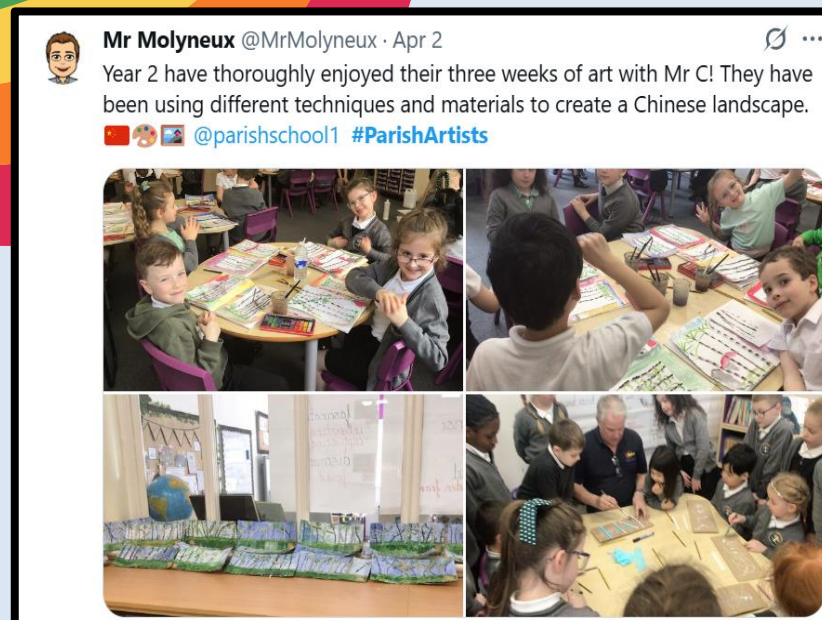 Mr Molyneux @MrMolyneux · Apr 2
Year 2 have thoroughly enjoyed their three weeks of art with Mr C! They have
been using different techniques and materials to create a Chinese landscape.
🇨🇳🎨🖼️ @parishschool1 #ParishArtists